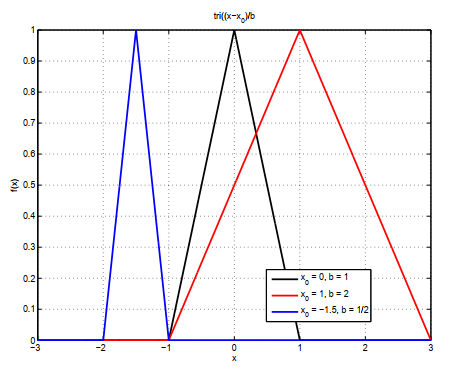 tri((x−x0)/b
1
0.9
0.8
0.7
0.6
0.5
0.4
0.3
0.2
0.1
0
f(x)
x0 = 0, b = 1
x0 = 1, b = 2
x0 = −1.5, b = 1/2
−3 −2 −1 0 1 2 3
x